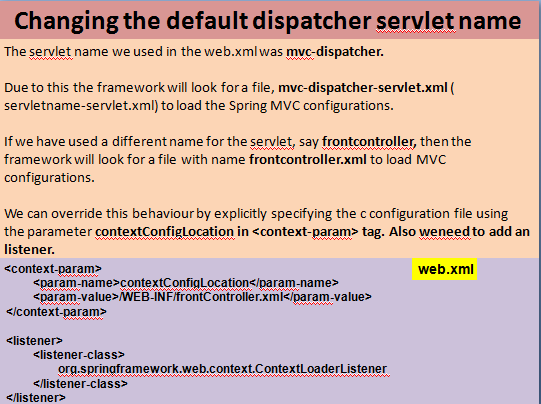 Changing the default dispatcher servlet name
The servlet name we used in the web.xml was mvc-dispatcher.
Due to this the framework will look for a file, mvc-dispatcher-servlet.xml (
servletname-servlet.xml) to load the Spring MVC configurations.
If we have used a different name for the servlet, say frontcontroller, then the
framework will look for a file with name frontcontroller.xml to load MVC
configurations.
We can override this behaviour by explicitly specifying the c configuration file using
the parameter contextConfigLocation in <context-param> tag. Also weneed to add an
listener.
<context-param>
web.xml
<param-name>contextConfigLocation</param-name>
<param-value>/WEB-INF/frontController.xml</param-value>
</context-param>
<listener>
<listener-class>
org.springframework.web.context.ContextLoaderListener
</listener-class>
</listener>